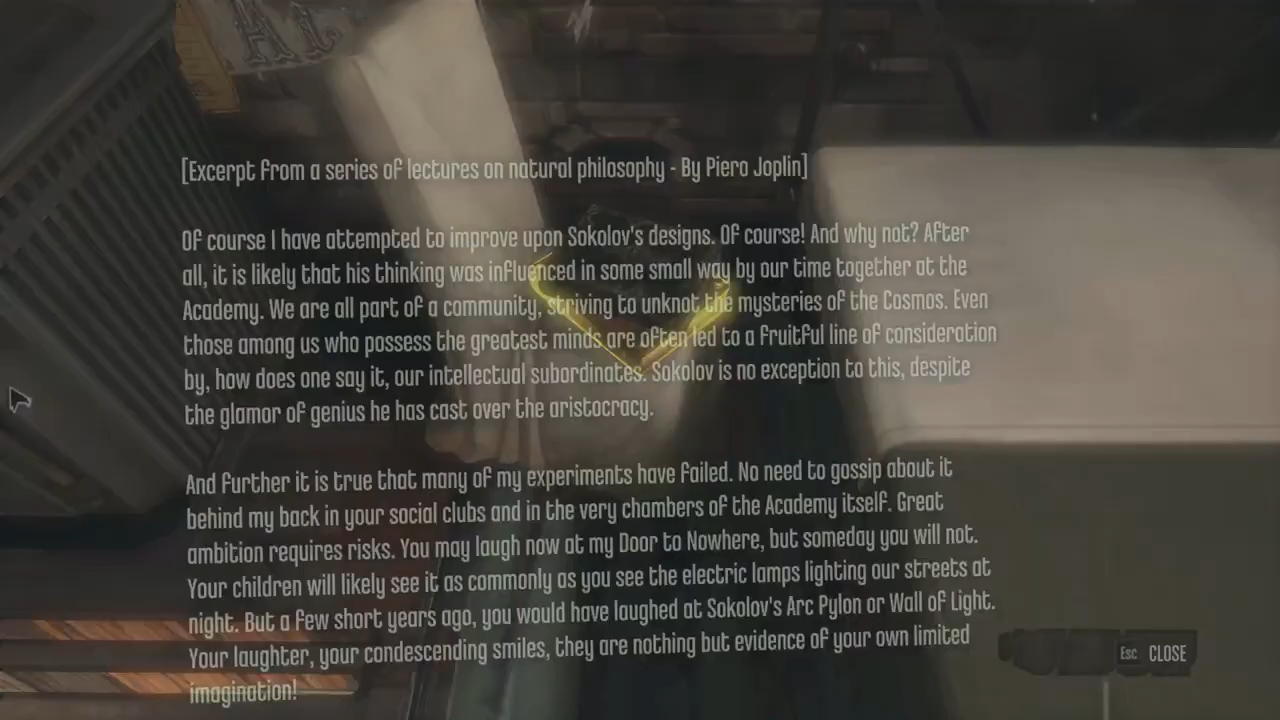 [Excerpt from a series of lectures on natural philosophy - By Piero Joplin]
Of course I have attempted to improve upon Sokolov's designs. Of course! And why not? After
all, it is likely that his thinking was influenced in some small way by our time together at the
Academy. We are all part of a community, striving to unknot the mysteries of the Cosmos. Even
those among us who possess the greatest minds are often led to a fruitful line of consideration
by, how does one say it, our intellectual subordinates. Sokolov is no exception to this, despite
the glamor of genius he has cast over the aristocracy.
And further it is true that many of my experiments have failed. No need to gossip about it
behind my back in your social clubs and in the very chambers of the Academy itself. Great
ambition requires risks. You may laugh now at my Door to Nowhere, but someday you will not.
Your children will likely see it as commonly as you see the electric lamps lighting our streets at
night. But a few short years ago, you would have laughed at Sokolov's Arc Pylon or Wall of Light.
Your laughter, your condescending smiles, they are nothing but evidence of your own limited
imagination!
Esc CLOSE